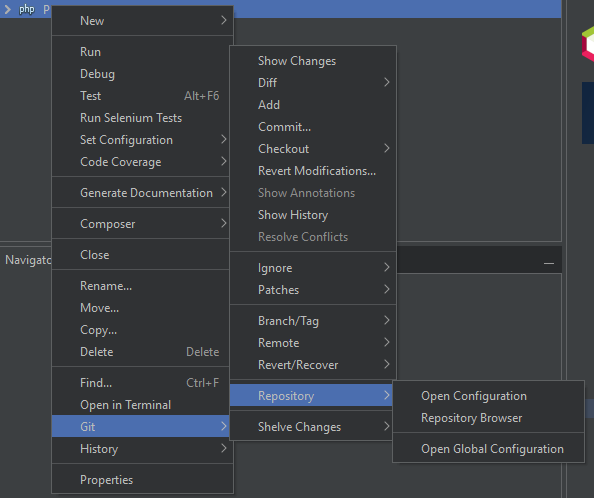 php P
New
Run
Debug
Test Alt+F6
Run Selenium Tests
Set Configuration
Code Coverage
Generate Documentation
Composer
Close
Rename...
Move...
Copy...
Delete Delete
Find... Ctrl+F
Open in Terminal
Git
History
Properties
Navigato
Show Changes
Diff
Add
Commit...
Checkout
Revert Modifications...
Show Annotations
Show History
Resolve Conflicts
Ignore
Patches
Branch/Tag
Remote
Revert/Recover
Repository
Shelve Changes
Open Configuration
Repository Browser
Open Global Configuration